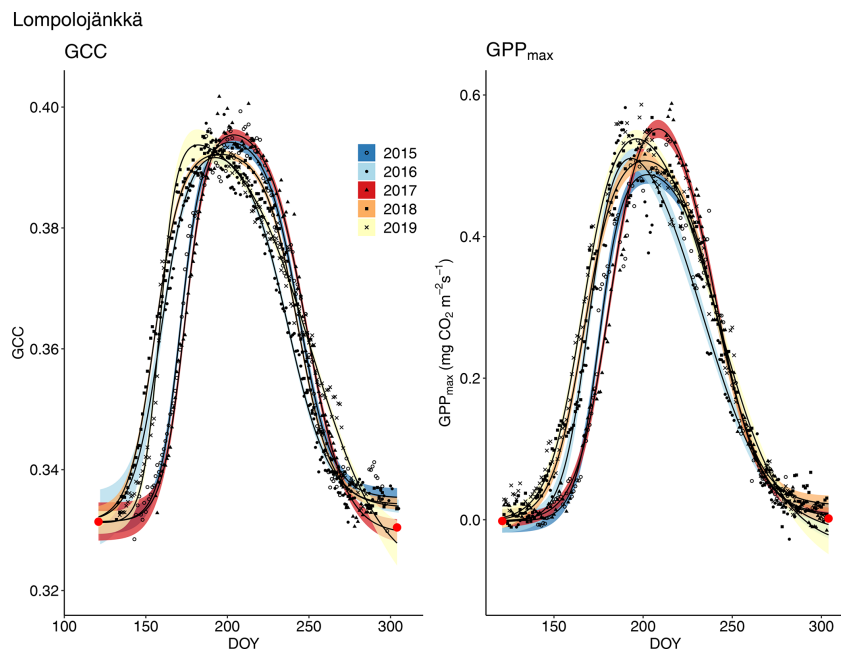 Lompolojänkkä
GCC
GPPmax
0.40
0.38
0.36
0.34
0.32
GCC
100 150 200 250 300
DOY
2015
2016
2017
2018
2019
0.6
0.4
0.2
0.0
GPPmax (mg CO2 m−2s−1)
150 200 250 300
DOY